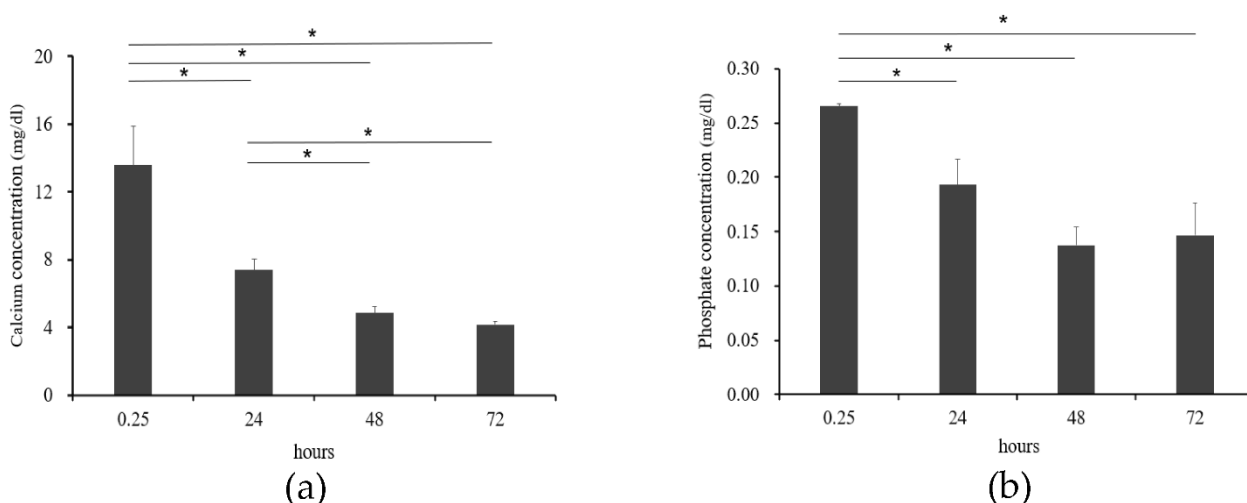 *
*
*
*
*
20
16
12
8
4
0
Calcium concentration (mg/dl)
0.25 24 48 72
hours
(a)
*
*
*
0.30
0.25
0.20
0.15
0.10
0.05
0.00
Phosphate concentration (mg/dl)
0.25 24 48 72
hours
(b)